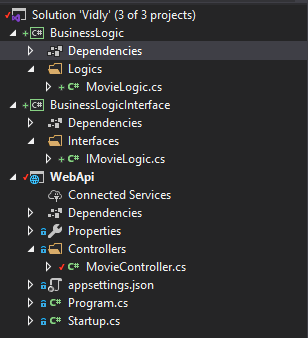 Solution 'Vidly' (3 of 3 projects)
BusinessLogic
Dependencies
Logics
MovieLogic.cs
BusinessLogicInterface
Dependencies
Interfaces
IMovieLogic.cs
WebApi
Connected Services
Dependencies
Properties
Controllers
MovieController.cs
appsettings.json
Program.cs
Startup.cs